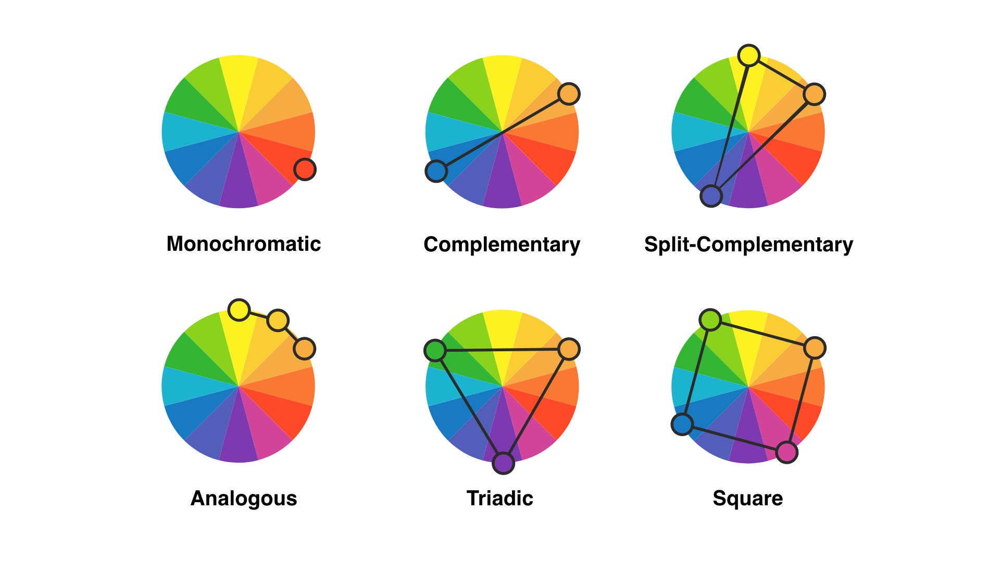 Monochromatic
Complementary
Split-Complementary
Analogous
Triadic
Square